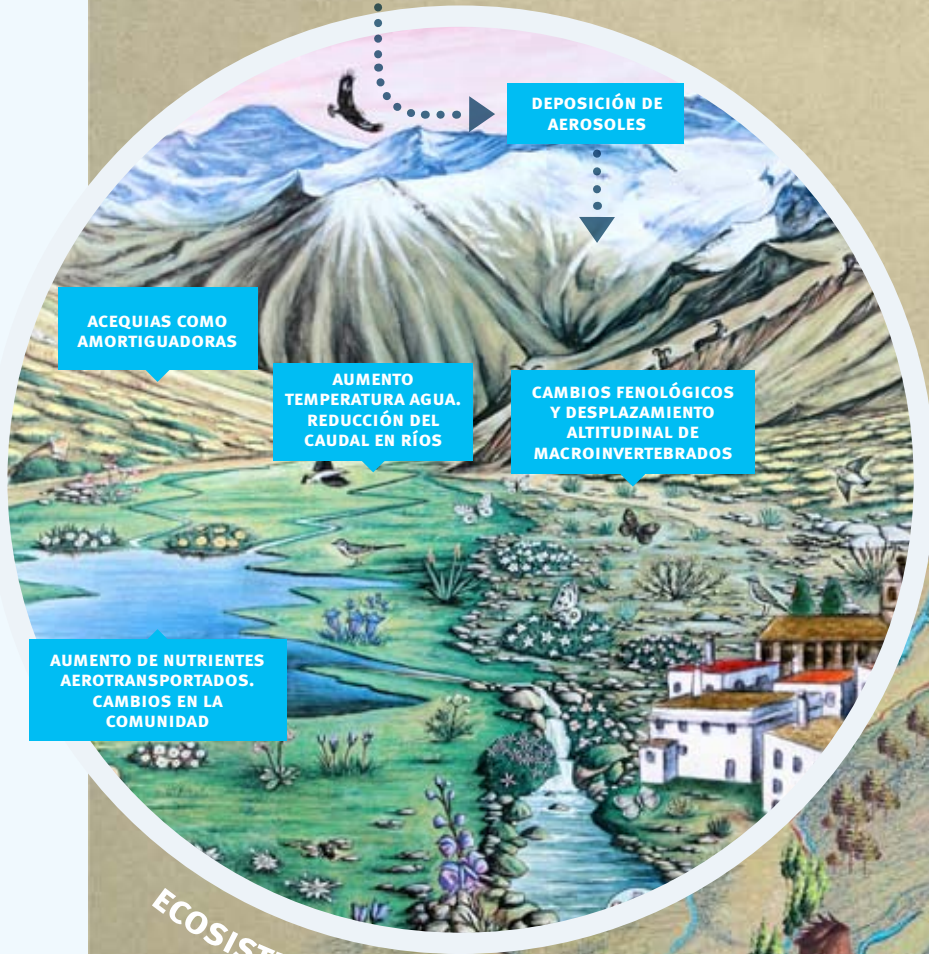 DEPOSICIÓN DE
AEROSOLES
ACEQUIAS COMO
AMORTIGUADORAS
AUMENTO
TEMPERATURA AGUA.
REDUCCIÓN DEL
CAUDAL EN RÍOS
CAMBIOS FENOLÓGICOS
Y DESPLAZAMIENTO
ALTITUDINAL DE
MACROINVERTEBRADOS
AUMENTO DE NUTRIENTES
AEROTRANSPORTADOS.
CAMBIOS EN LA
COMUNIDAD